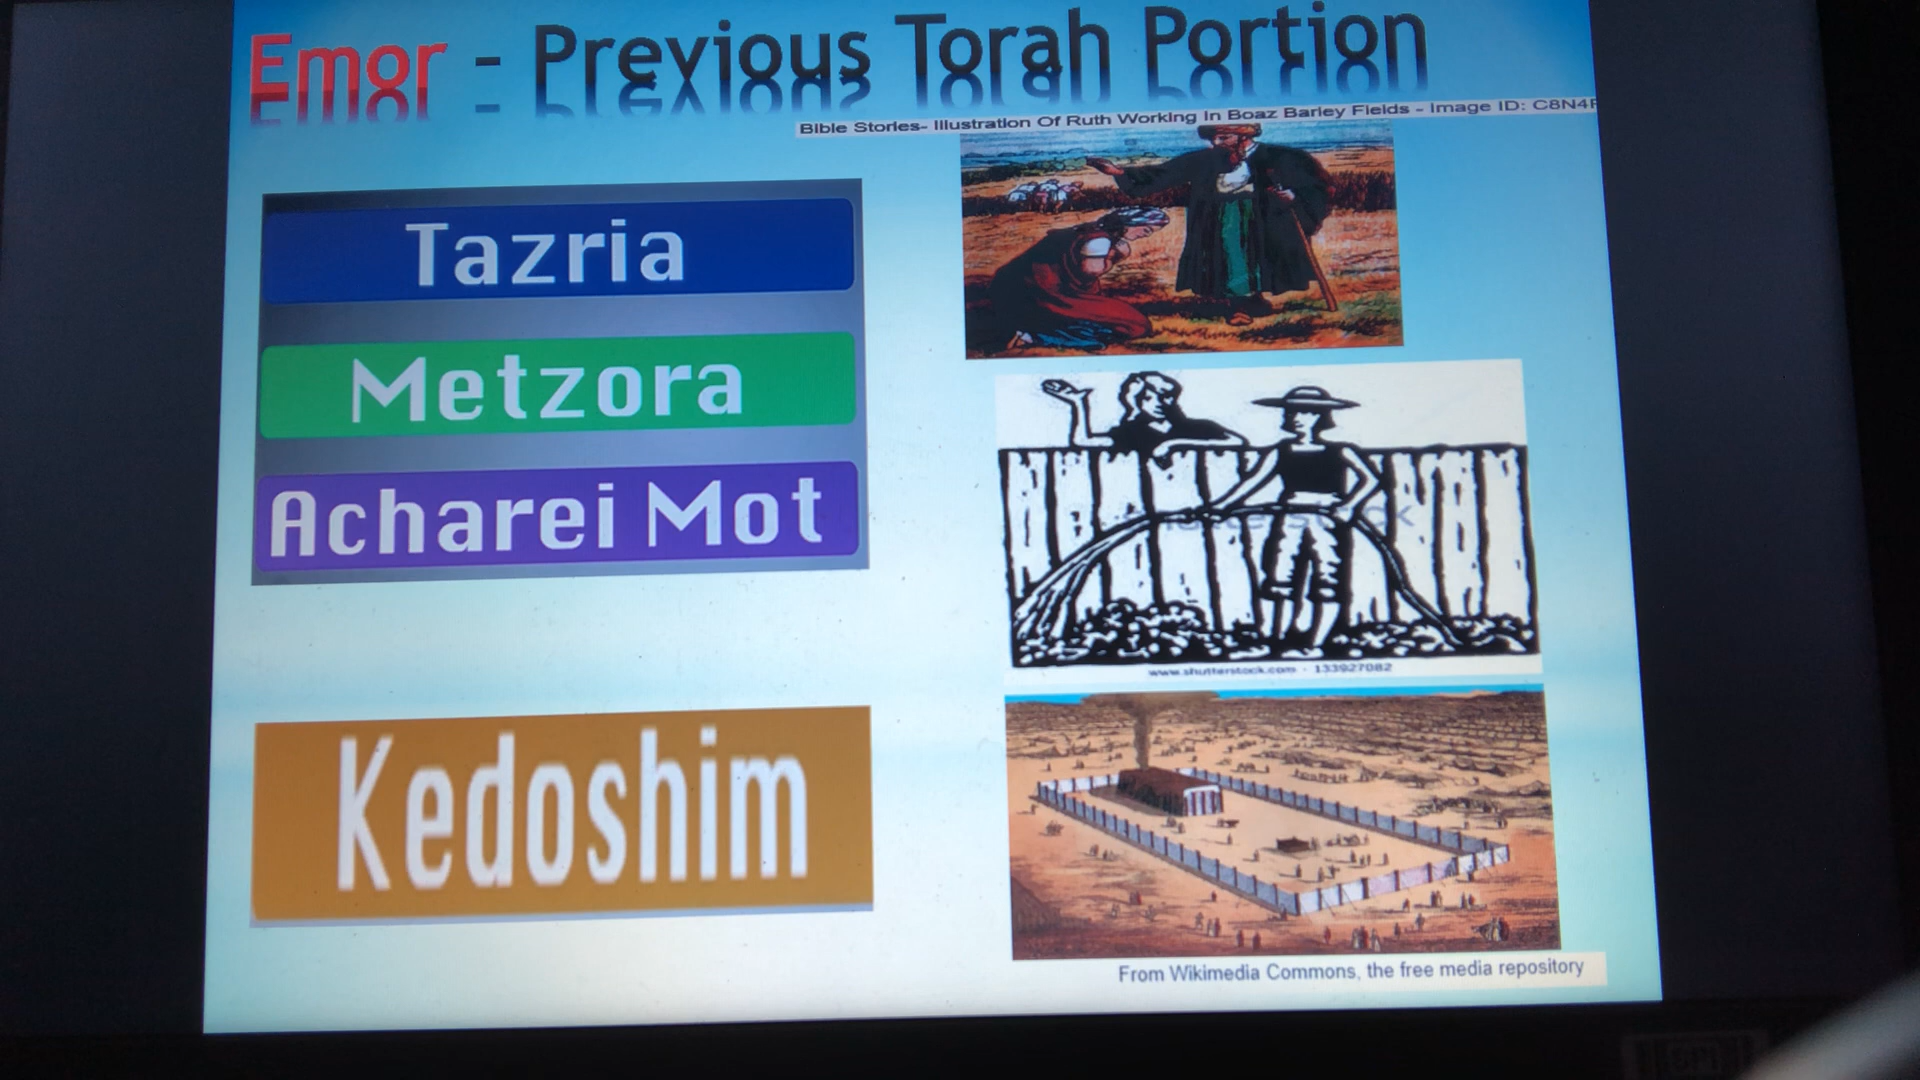 Emor - Previous Torah Portion
Bible Stories- Illustration Of Ruth Working In Boaz Barley Fields - Image ID: C8N4F
Tazria
Metzora
Acharei Mot
www.shutterstock.com · 133927082
Kedoshim
From Wikimedia Commons, the free media repository